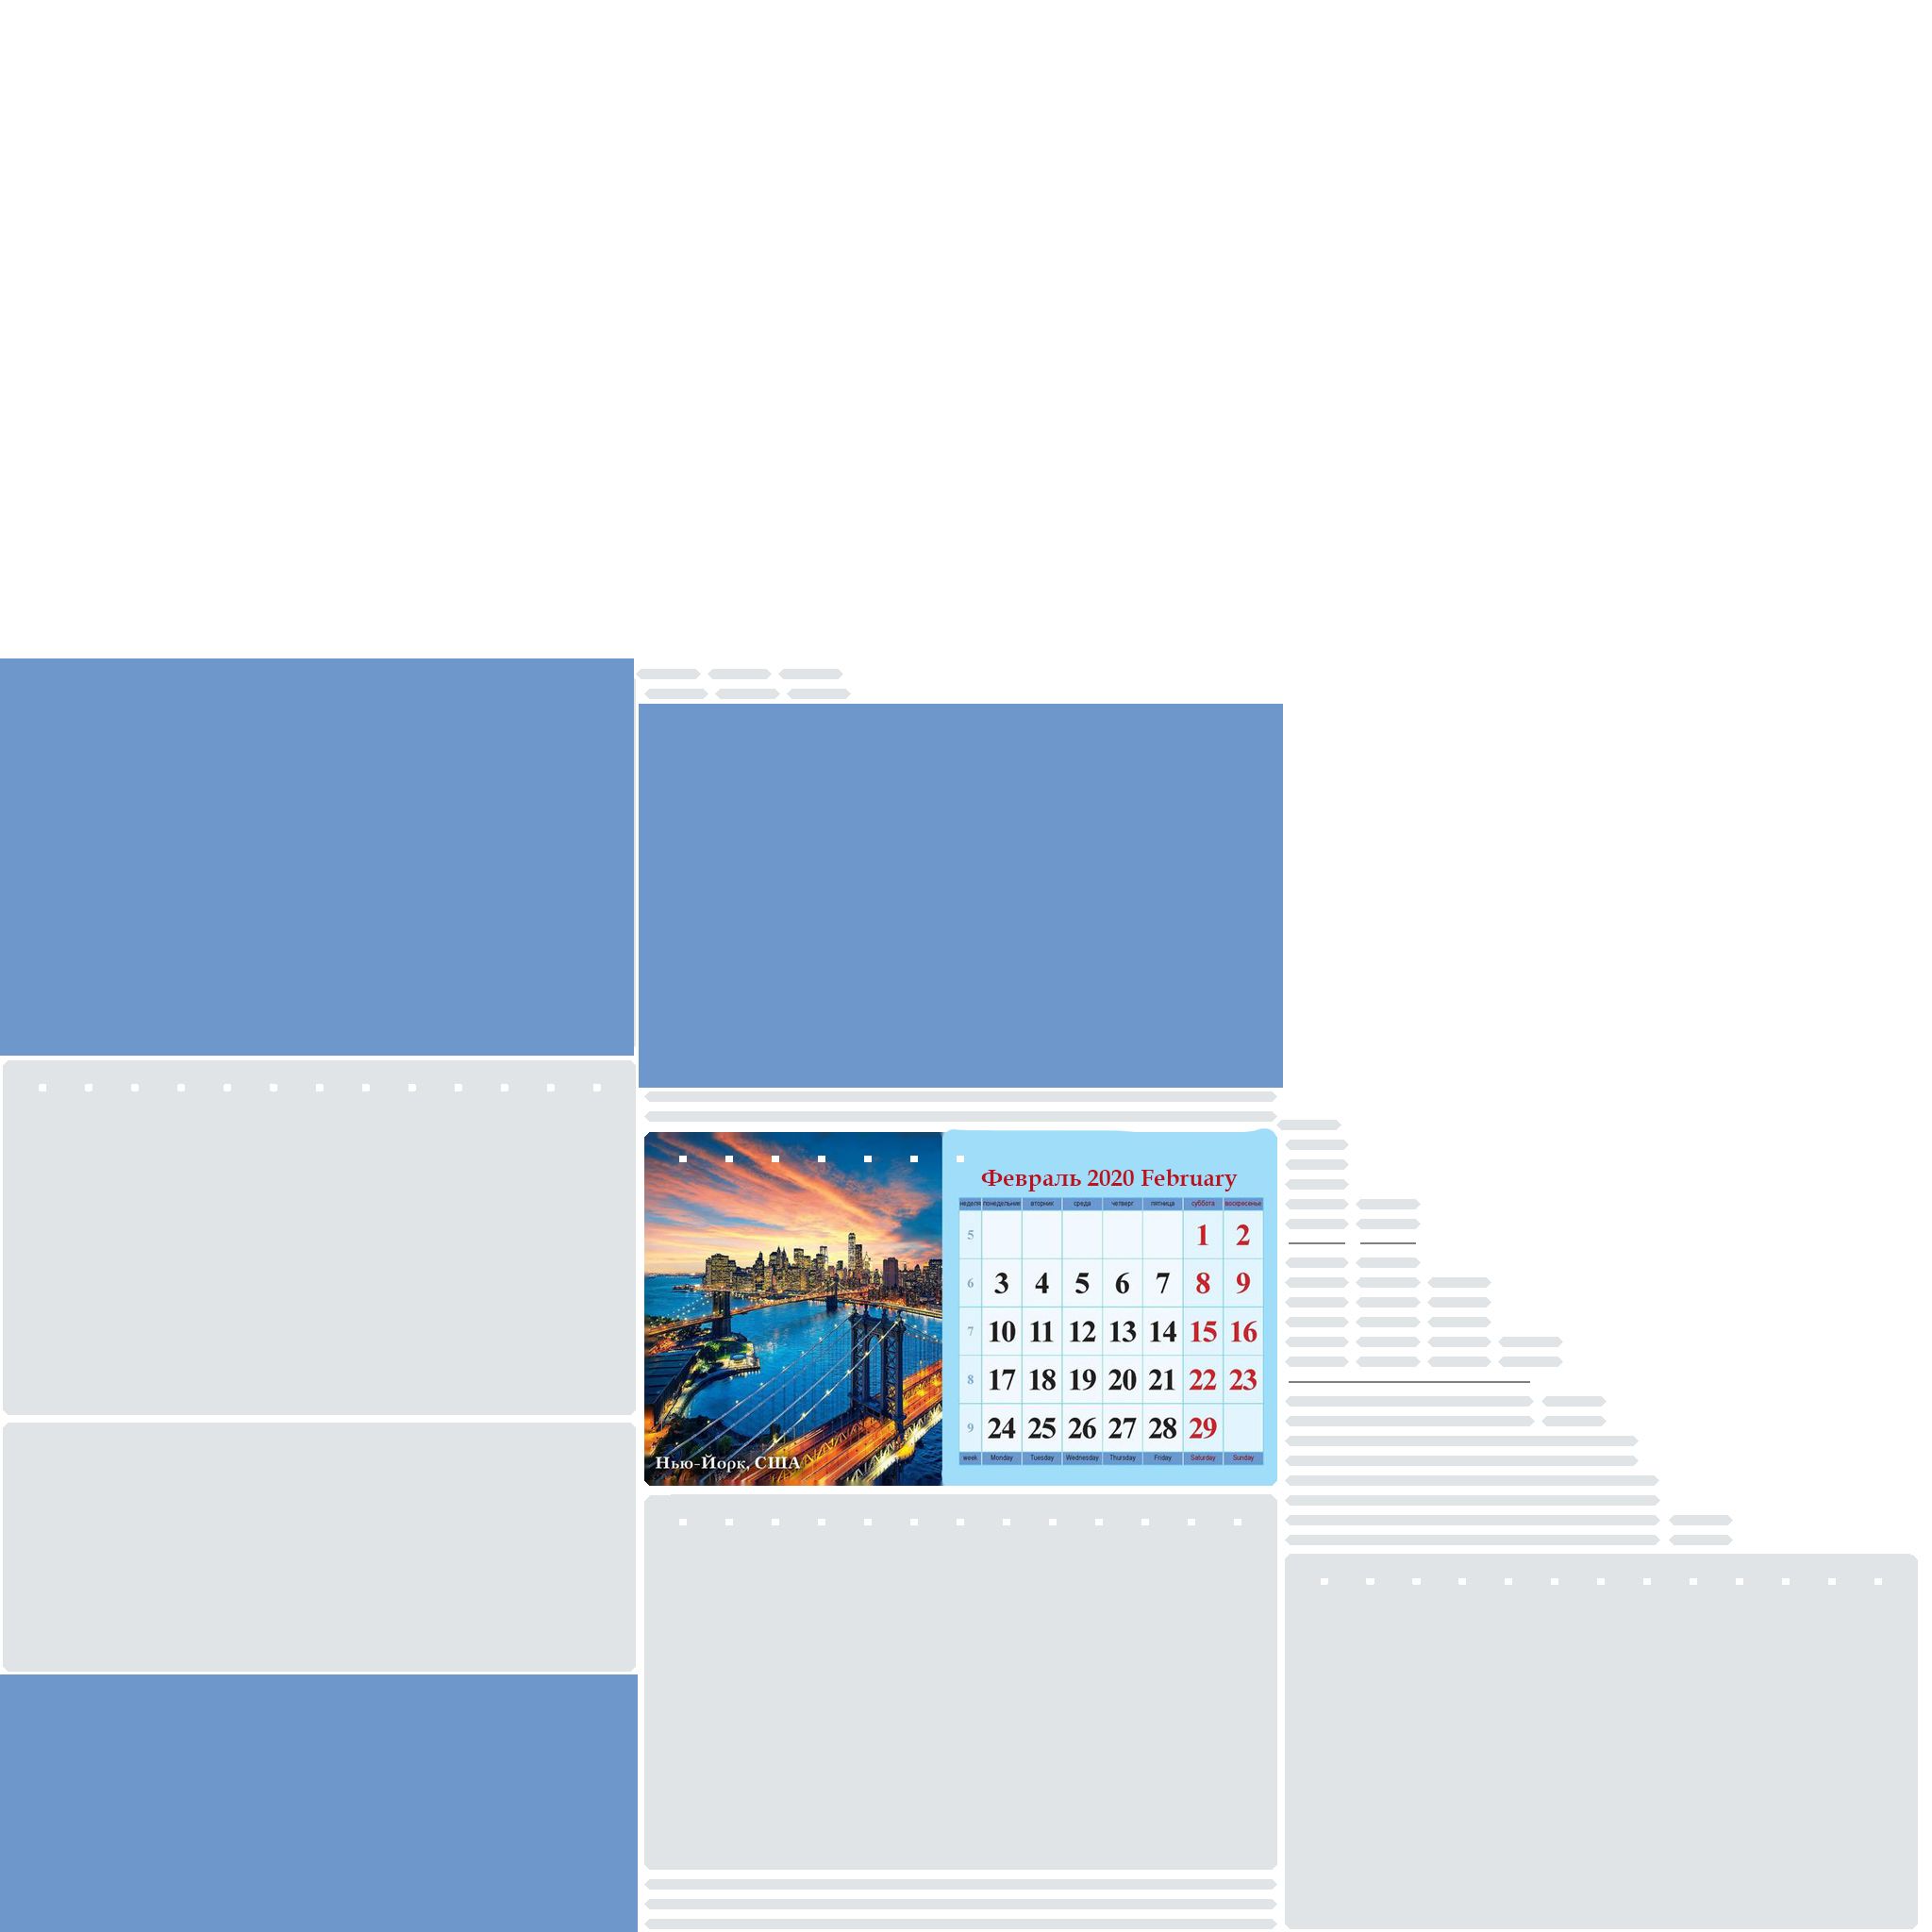 Февраль 2020 February
неделя понедельник вторник среда четверг пятница суббота воскресенье
5 1 2
6 3 4 5 6 7 8 9
7 10 11 12 13 14 15 16
8 17 18 19 20 21 22 23
9 24 25 26 27 28 29
week Monday Tuesday Wednesday Thursday Friday Saturday Sunday
Нью-Йорк, США